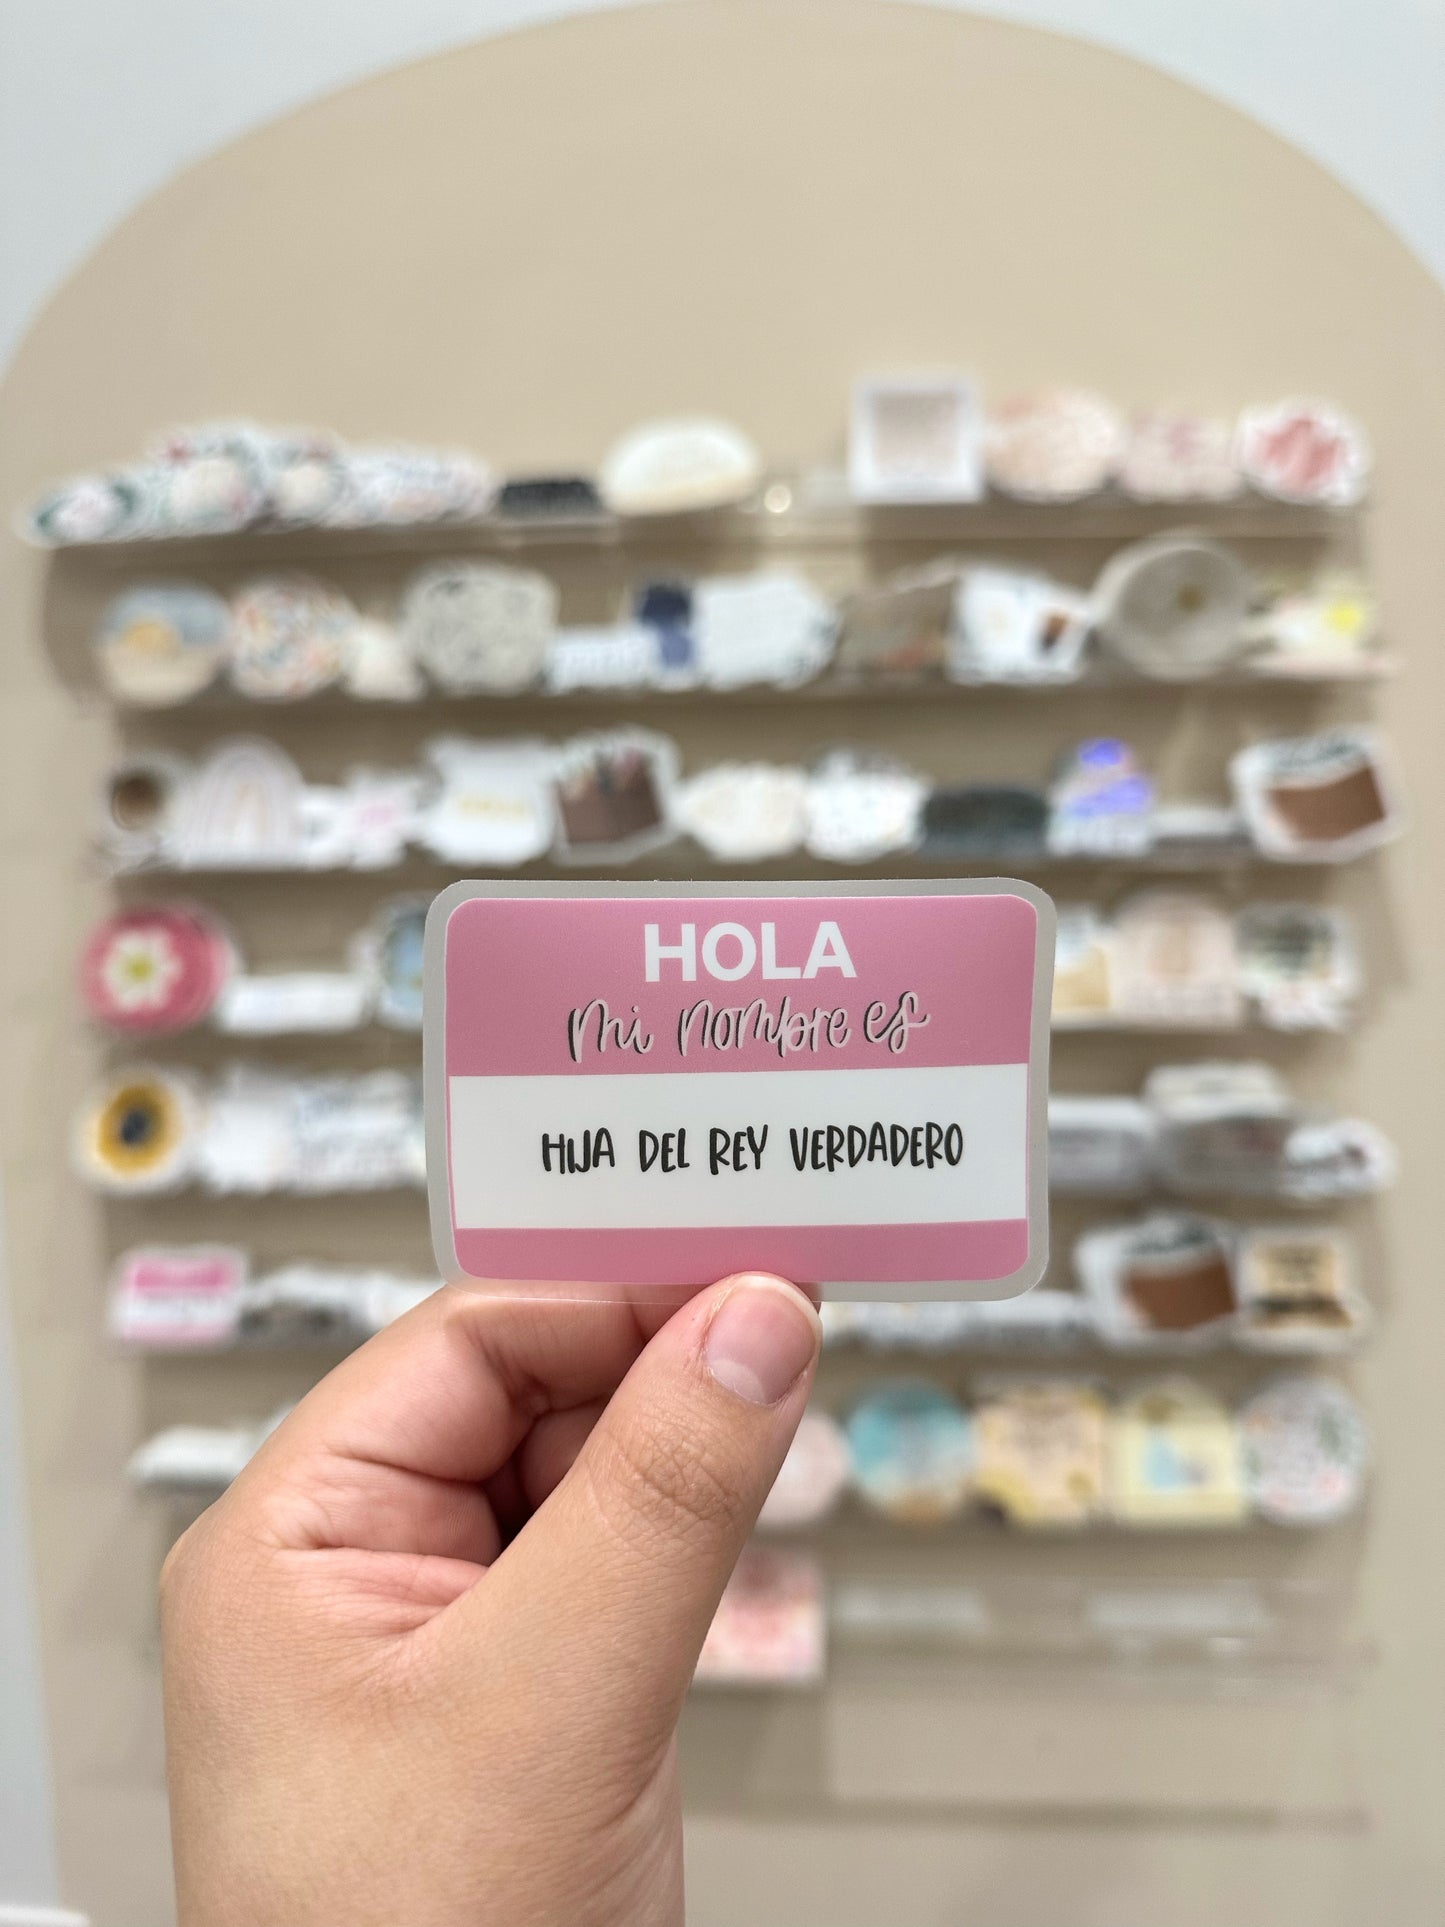 HOLA
mi nombre es
HIJA DEL REY VERDADERO